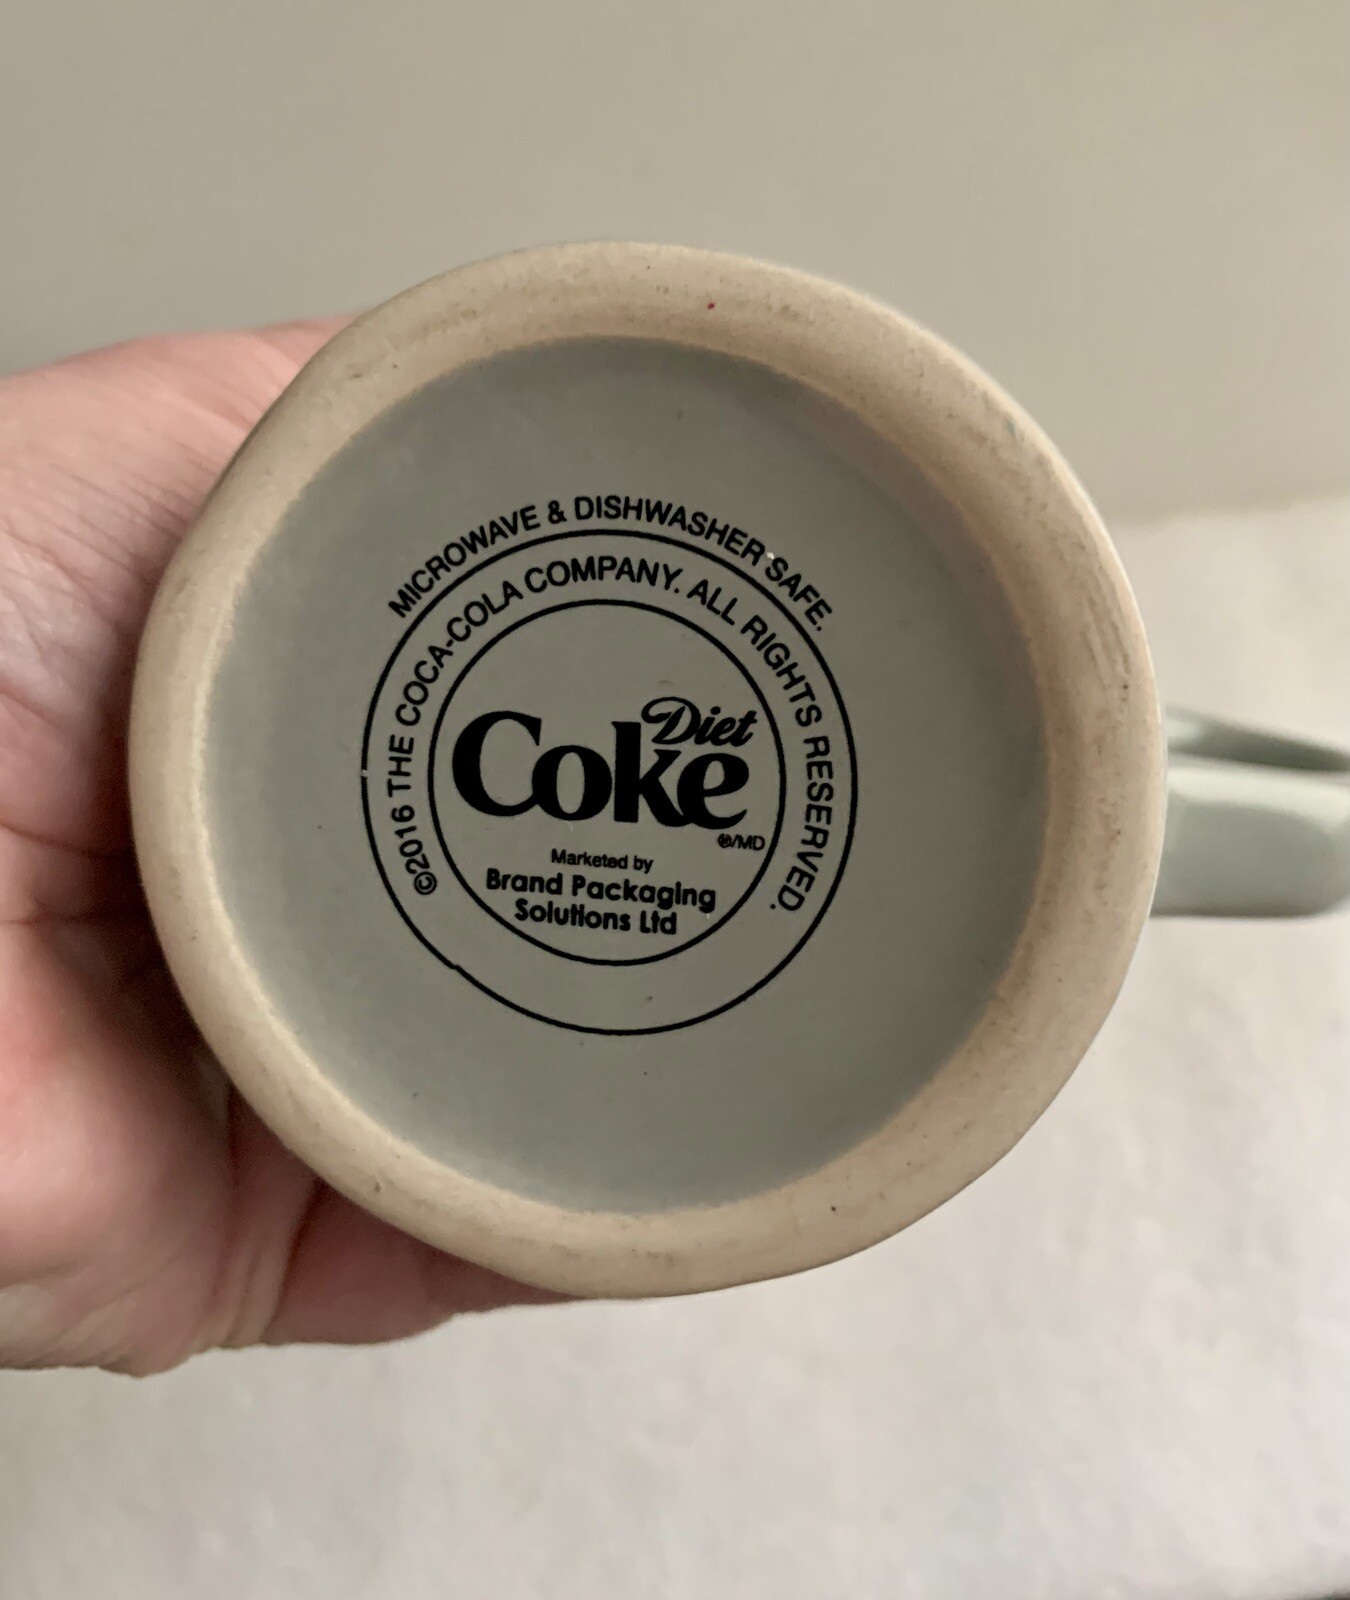 MICROWAVE & DISHWASHER SAFE.
©2016 THE COCA-COLA COMPANY. ALL RIGHTS RESERVED.
Diet
Coke
®/MD
Marketed by
Brand Packaging
Solutions Ltd